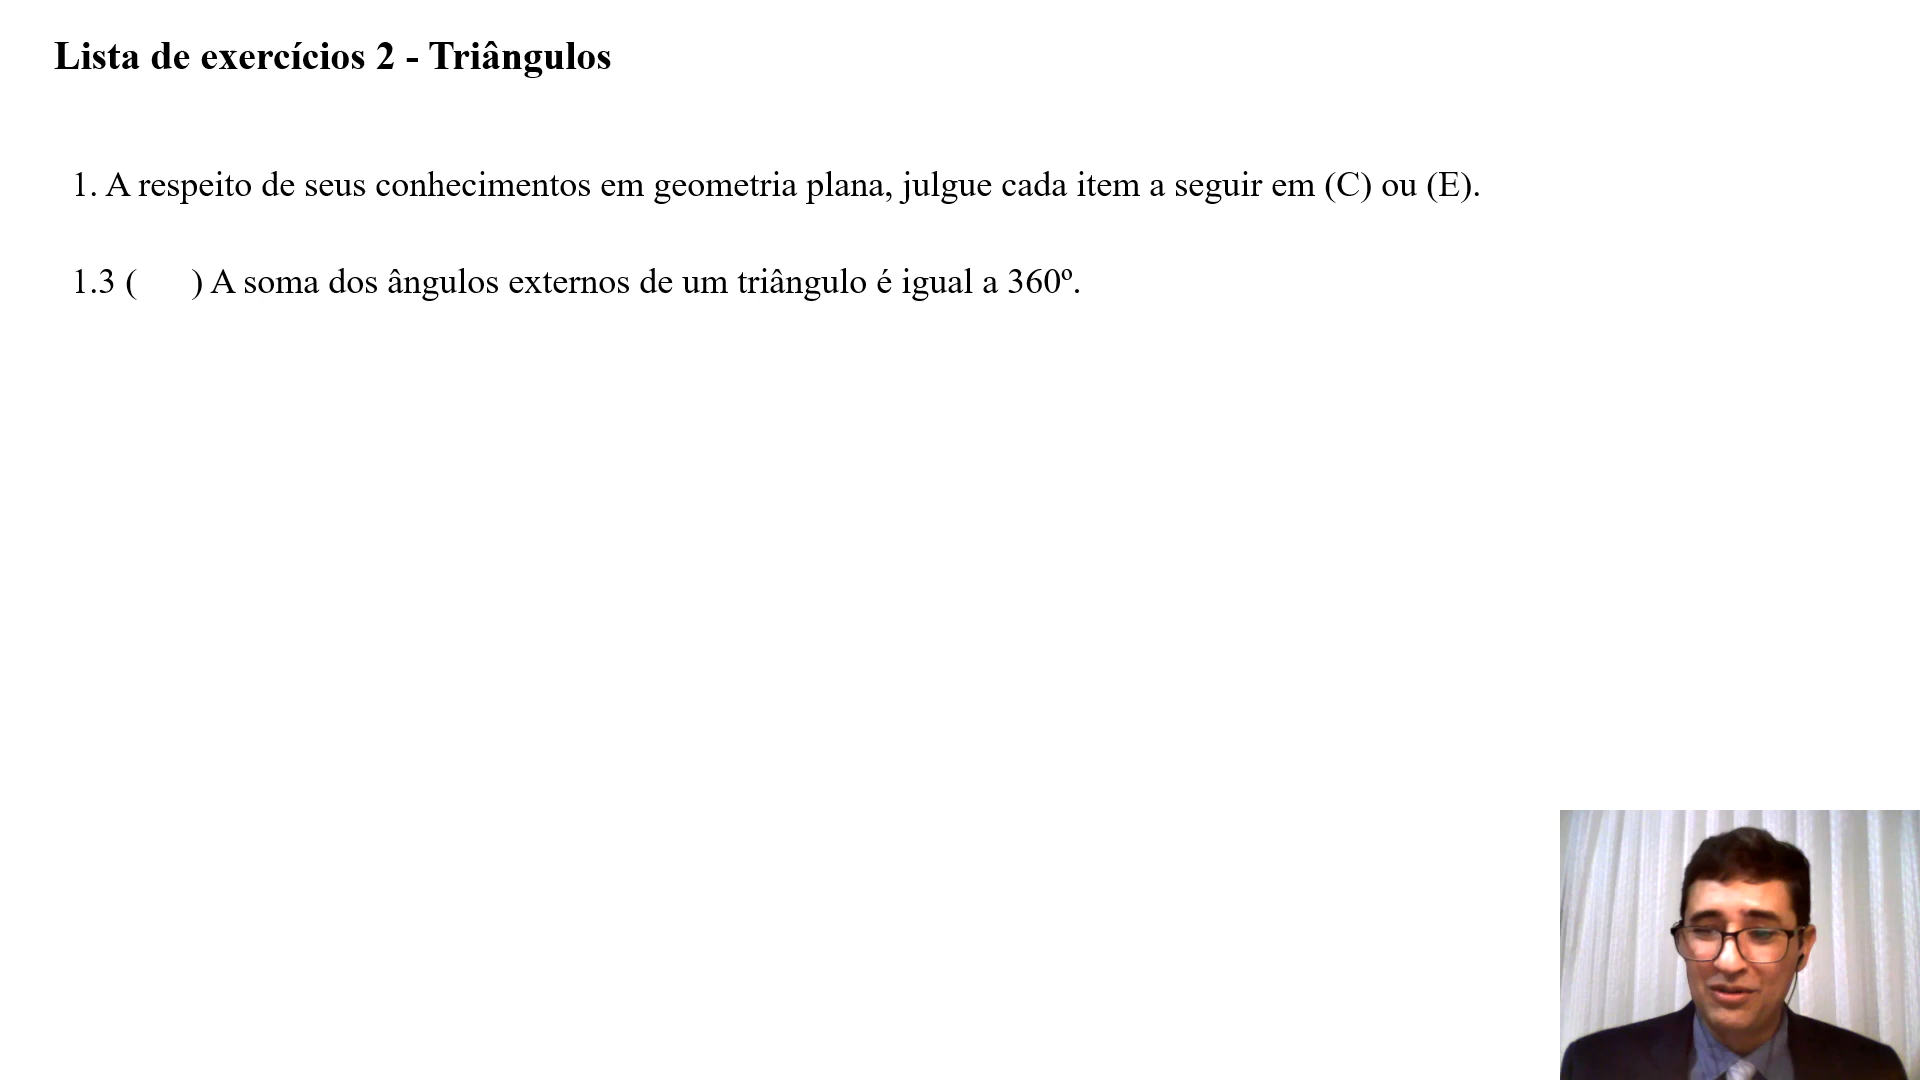 Lista de exercícios 2 - Triângulos
1. A respeito de seus conhecimentos em geometria plana, julgue cada item a seguir em (C) ou (E).
1.3 (      ) A soma dos ângulos externos de um triângulo é igual a 360º.